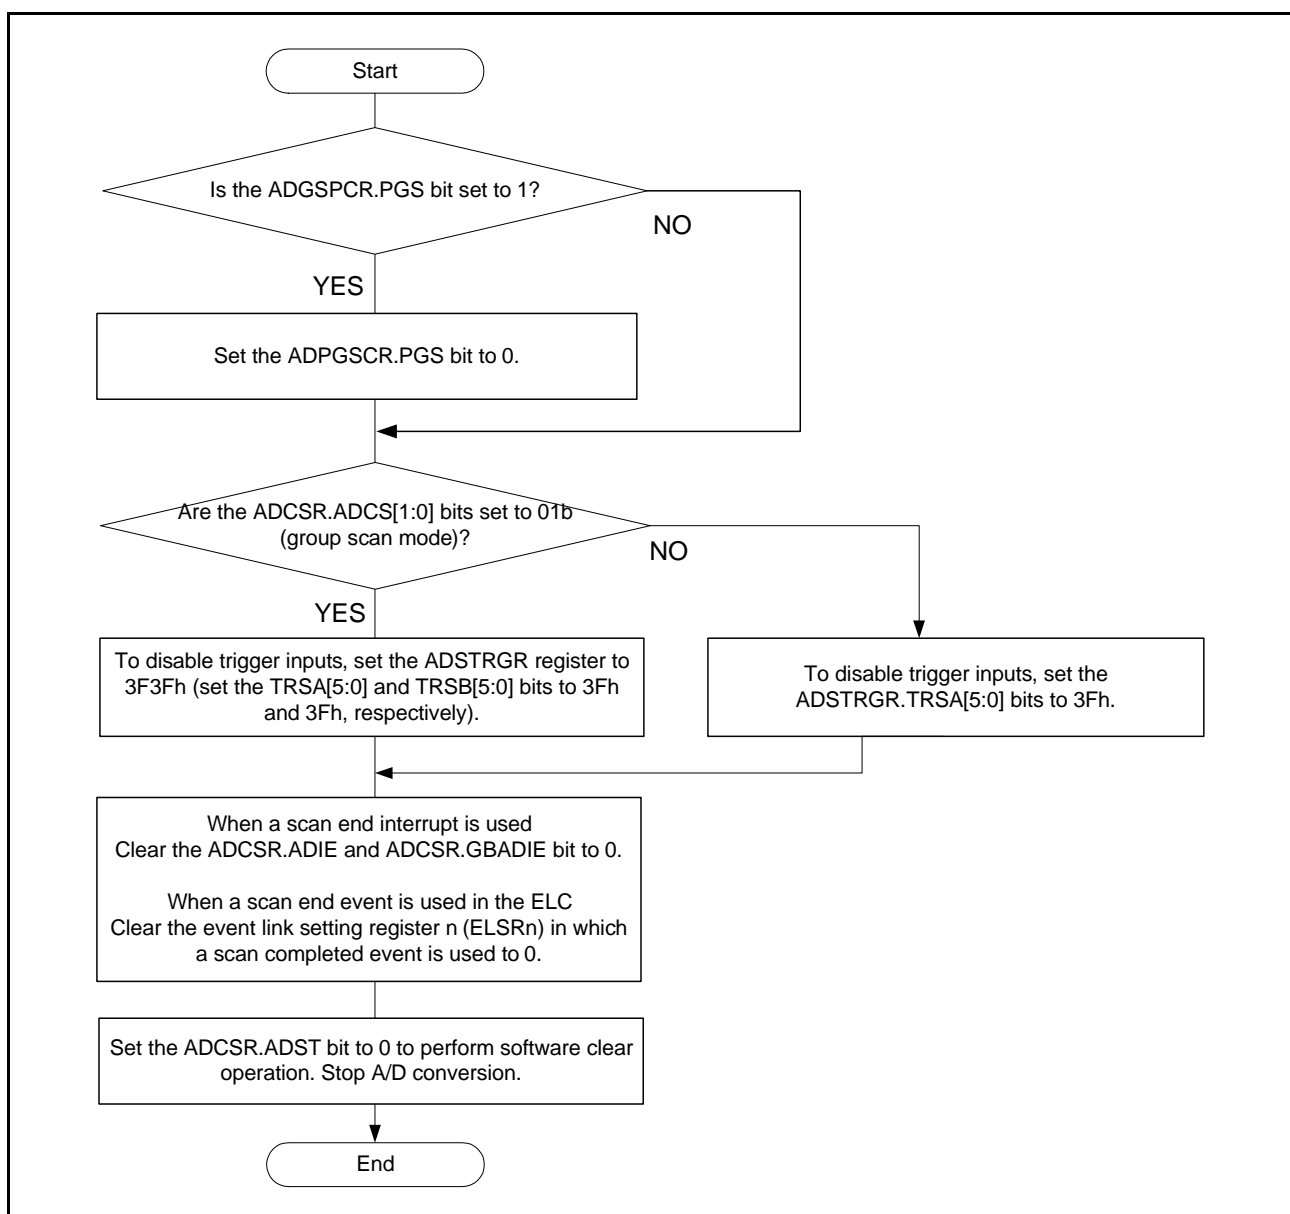 Start
Is the ADGSPCR.PGS bit set to 1?
NO
YES
Set the ADPGSCR.PGS bit to 0.
Are the ADCSR.ADCS[1:0] bits set to 01b
(group scan mode)?
NO
YES
To disable trigger inputs, set the ADSTRGR register to
3F3Fh (set the TRSA[5:0] and TRSB[5:0] bits to 3Fh
and 3Fh, respectively).
To disable trigger inputs, set the
ADSTRGR.TRSA[5:0] bits to 3Fh.
When a scan end interrupt is used
Clear the ADCSR.ADIE and ADCSR.GBADIE bit to 0.
When a scan end event is used in the ELC
Clear the event link setting register n (ELSRn) in which
a scan completed event is used to 0.
Set the ADCSR.ADST bit to 0 to perform software clear
operation. Stop A/D conversion.
End